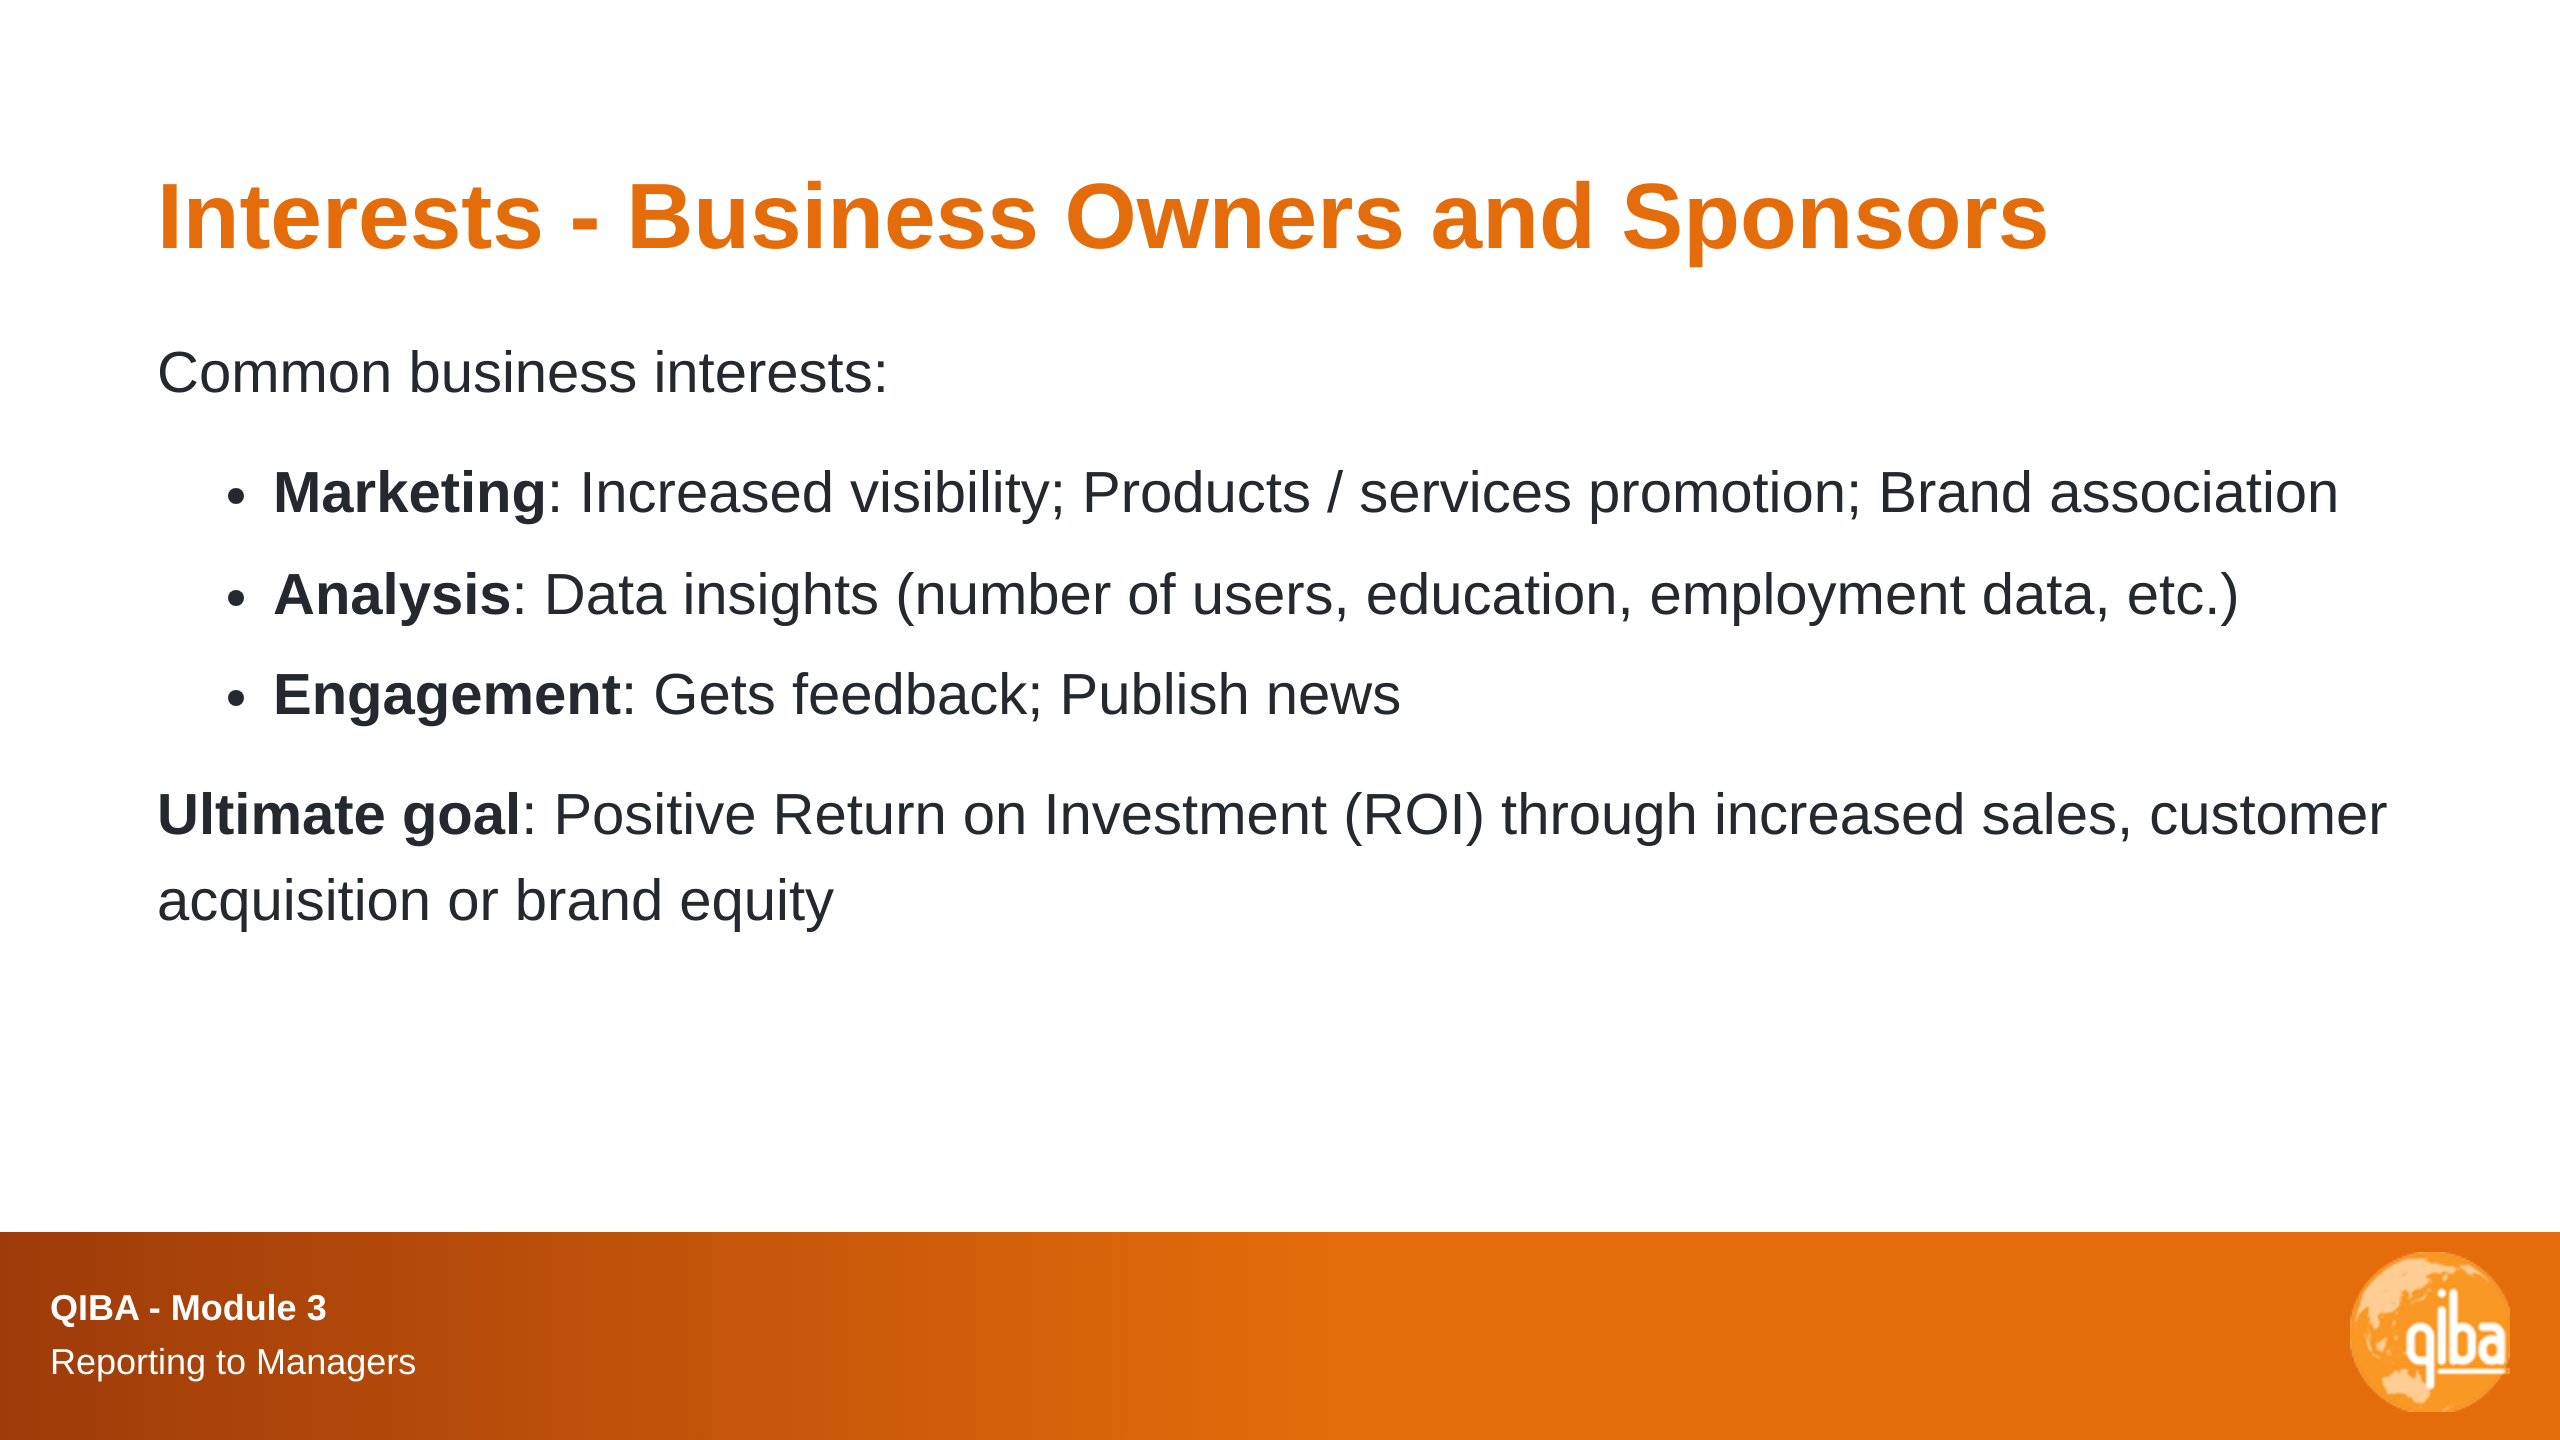 Interests - Business Owners and Sponsors
Common business interests:
• Marketing: Increased visibility; Products / services promotion; Brand association
• Analysis: Data insights (number of users, education, employment data, etc.)
• Engagement: Gets feedback; Publish news
Ultimate goal: Positive Return on Investment (ROI) through increased sales, customer
acquisition or brand equity
QIBA - Module 3
Reporting to Managers
qiba